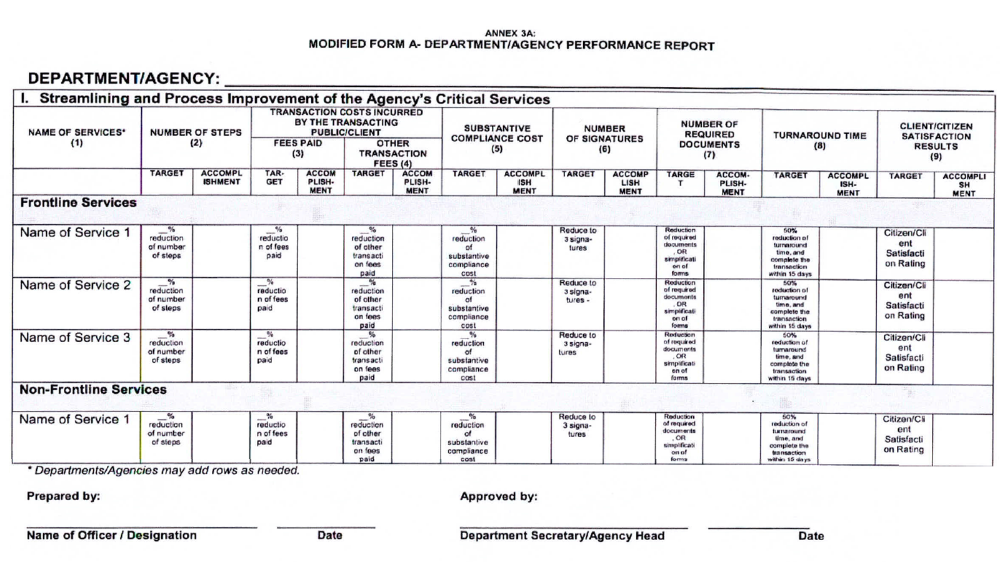 ANNEX 3A:
MODIFIED FORM A- DEPARTMENT/AGENCY PERFORMANCE REPORT
DEPARTMENT/AGENCY:
I. Streamlining and Process Improvement of the Agency's Critical Services
NAME OF SERVICES*
(1)
NUMBER OF STEPS
(2)
TRANSACTION COSTS INCURRED
BY THE TRANSACTING
PUBLIC/CLIENT
FEES PAID
(3)
OTHER
TRANSACTION
FEES (4)
SUBSTANTIVE
COMPLIANCE COST
(5)
NUMBER
OF SIGNATURES
(6)
NUMBER OF
REQUIRED
DOCUMENTS
(7)
TURNAROUND TIME
(8)
CLIENT/CITIZEN
SATISFACTION
RESULTS
(9)
TARGET
ACCOMPL
ISHMENT
TAR-
GET
ACCOM
PLISH-
MENT
TARGET
ACCOM
PLISH-
MENT
TARGET
ACCOMPL
ISH
MENT
TARGET
ACCOMP
LISH
MENT
TARGE
T
ACCOM-
PLISH-
MENT
TARGET
ACCOMPL
ISH-
MENT
TARGET
ACCOMPLI
SH
MENT
Frontline Services
Name of Service 1
__%
reduction
of number
of steps
__%
reductio
n of fees
paid
__%
reduction
of other
transacti
on fees
paid
__%
reduction
of
substantive
compliance
cost
Reduce to
3 signa-
tures
Reduction
of required
documents
, OR
simplificati
on of
forms
50%
reduction of
turnaround
time, and
complete the
transaction
within 15 days
Citizen/Cli
ent
Satisfacti
on Rating
Name of Service 2
__%
reduction
of number
of steps
__%
reductio
n of fees
paid
__%
reduction
of other
transacti
on fees
paid
__%
reduction
of
substantive
compliance
cost
Reduce to
3 signa-
tures -
Reduction
of required
documents
, OR
simplificati
on of
forms
50%
reduction of
turnaround
time, and
complete the
transaction
within 15 days
Citizen/Cli
ent
Satisfacti
on Rating
Name of Service 3
__%
reduction
of number
of steps
__%
reductio
n of fees
paid
__%
reduction
of other
transacti
on fees
paid
__%
reduction
of
substantive
compliance
cost
Reduce to
3 signa-
tures
Reduction
of required
documents
, OR
simplificati
on of
forms
50%
reduction of
turnaround
time, and
complete the
transaction
within 15 days
Citizen/Cli
ent
Satisfacti
on Rating
Non-Frontline Services
Name of Service 1
__%
reduction
of number
of steps
__%
reductio
n of fees
paid
__%
reduction
of other
transacti
on fees
paid
__%
reduction
of
substantive
compliance
cost
Reduce to
3 signa-
tures
Reduction
of required
documents
, OR
simplificati
on of
forms
50%
reduction of
turnaround
time, and
complete the
transaction
within 15 days
Citizen/Cli
ent
Satisfacti
on Rating
* Departments/Agencies may add rows as needed.
Prepared by:
Approved by:
Name of Officer / Designation
Date
Department Secretary/Agency Head
Date